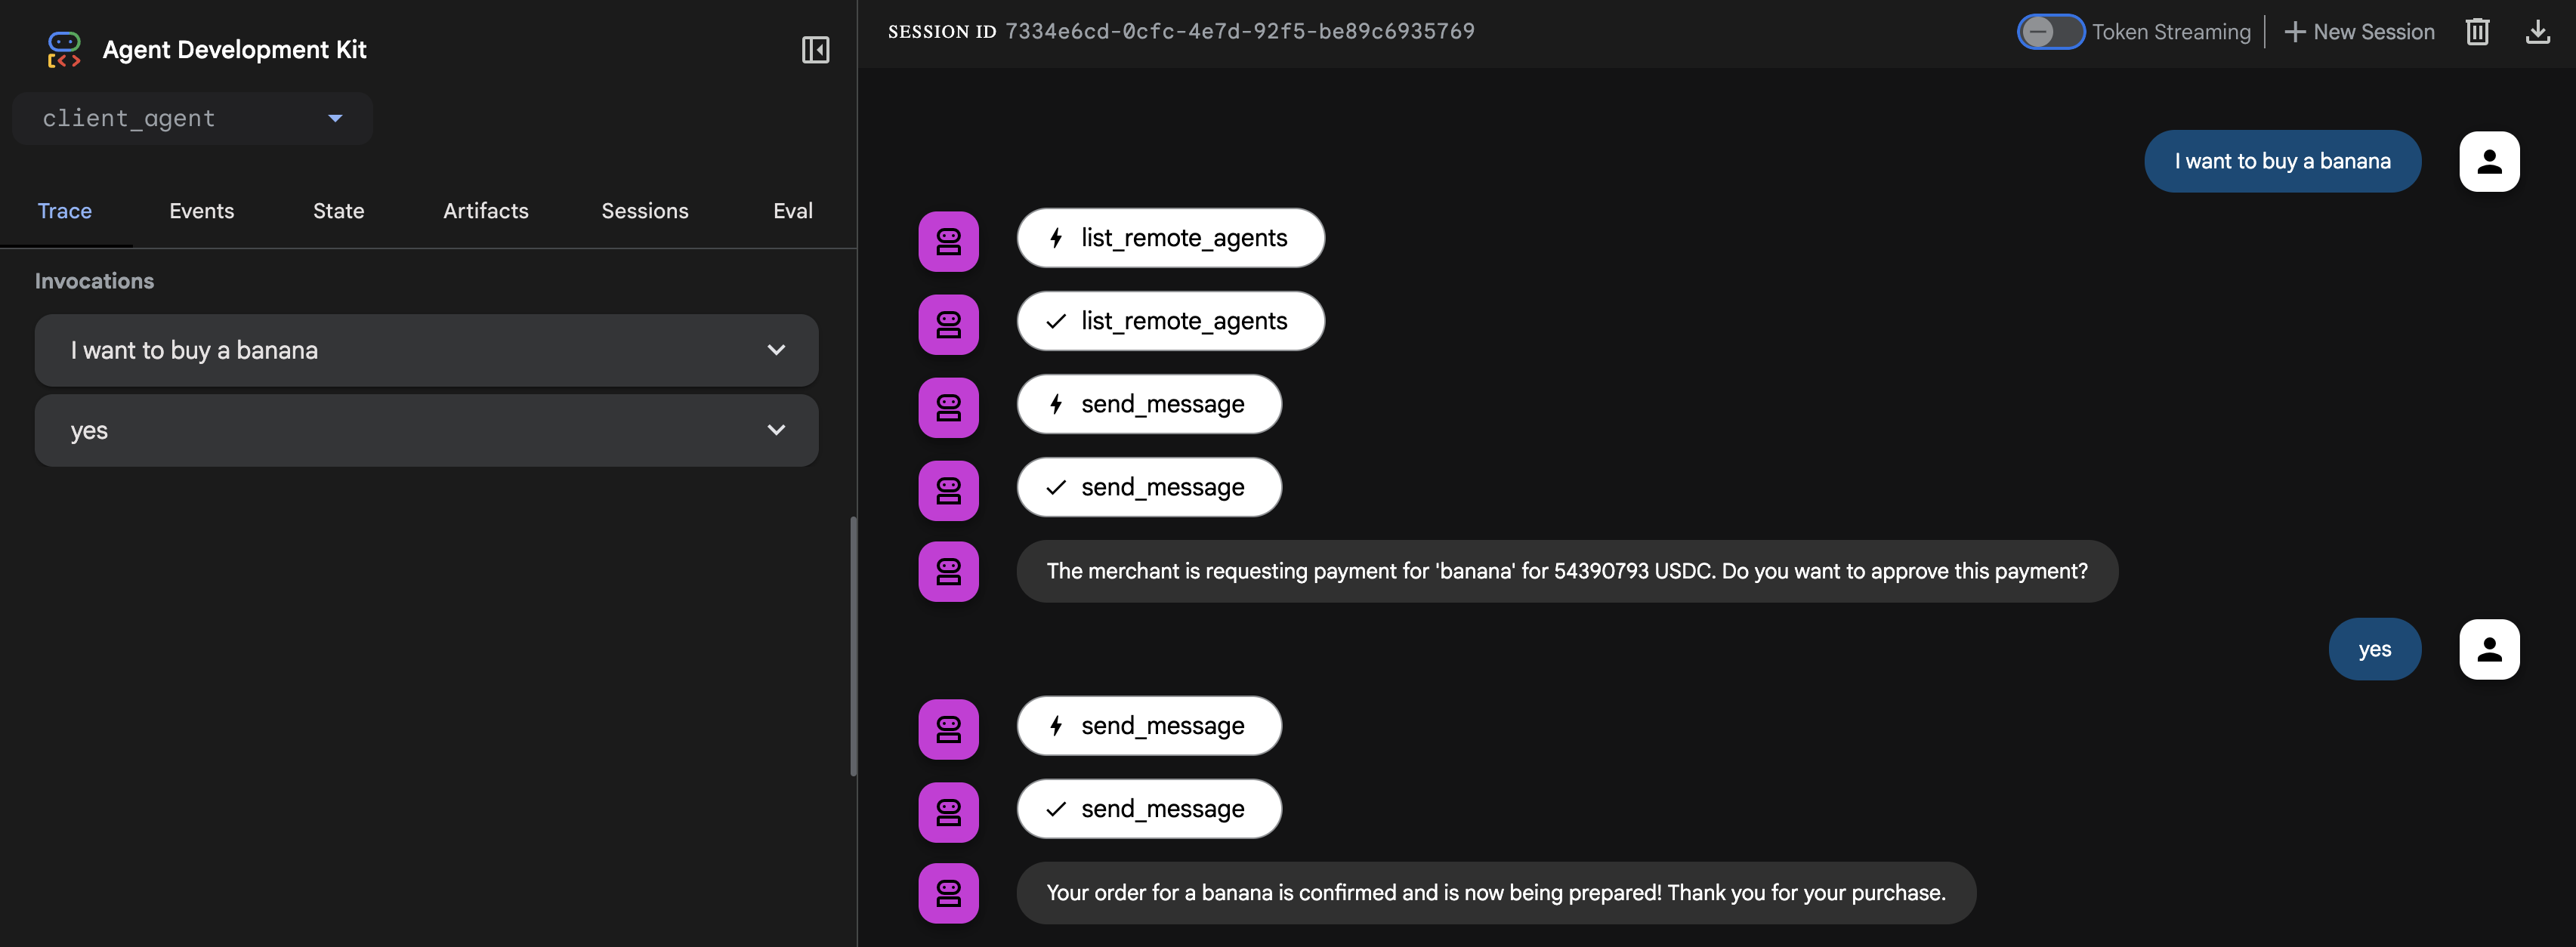 Agent Development Kit
client_agent
Trace Events State Artifacts Sessions Eval
Invocations
I want to buy a banana
yes
SESSION ID 7334e6cd-0cfc-4e7d-92f5-be89c6935769
Token Streaming
New Session
I want to buy a banana
list_remote_agents
list_remote_agents
send_message
send_message
The merchant is requesting payment for 'banana' for 54390793 USDC. Do you want to approve this payment?
yes
send_message
send_message
Your order for a banana is confirmed and is now being prepared! Thank you for your purchase.